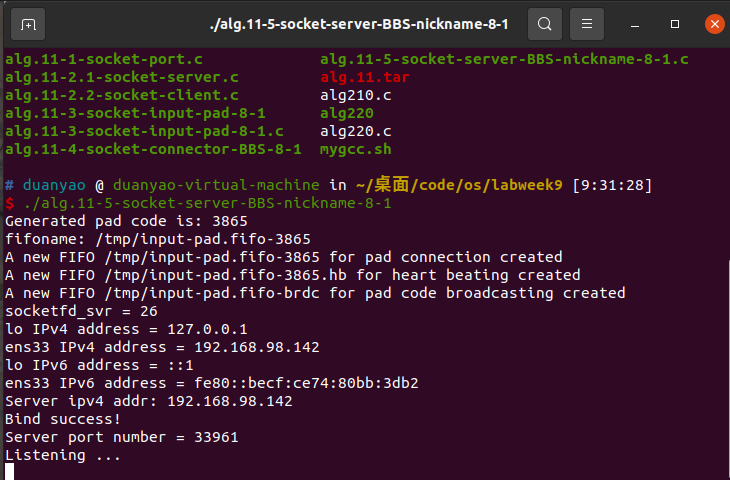 ./alg.11-5-socket-server-BBS-nickname-8-1
alg.11-1-socket-port.c alg.11-5-socket-server-BBS-nickname-8-1.c
alg.11-2.1-socket-server.c alg.11.tar
alg.11-2.2-socket-client.c alg210.c
alg.11-3-socket-input-pad-8-1 alg220
alg.11-3-socket-input-pad-8-1.c alg220.c
alg.11-4-socket-connector-BBS-8-1 mygcc.sh
# duanyao @ duanyao-virtual-machine in ~/桌面/code/os/labweek9 [9:31:28]
$ ./alg.11-5-socket-server-BBS-nickname-8-1
Generated pad code is: 3865
fifoname: /tmp/input-pad.fifo-3865
A new FIFO /tmp/input-pad.fifo-3865 for pad connection created
A new FIFO /tmp/input-pad.fifo-3865.hb for heart beating created
A new FIFO /tmp/input-pad.fifo-brdc for pad code broadcasting created
socketfd_svr = 26
lo IPv4 address = 127.0.0.1
ens33 IPv4 address = 192.168.98.142
lo IPv6 address = ::1
ens33 IPv6 address = fe80::becf:ce74:80bb:3db2
Server ipv4 addr: 192.168.98.142
Bind success!
Server port number = 33961
Listening ...